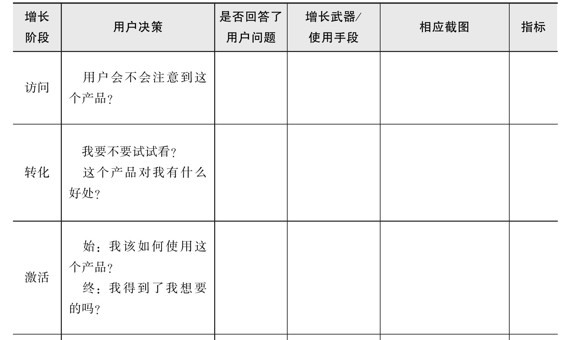 增长阶段 用户决策 是否回答了用户问题 增长武器/使用手段 相应截图 指标
访问
用户会不会注意到这
个产品？
转化
我要不要试试看？
这个产品对我有什么
好处？
激活
始：我该如何使用这
个产品？
终：我得到了我想要
的吗？